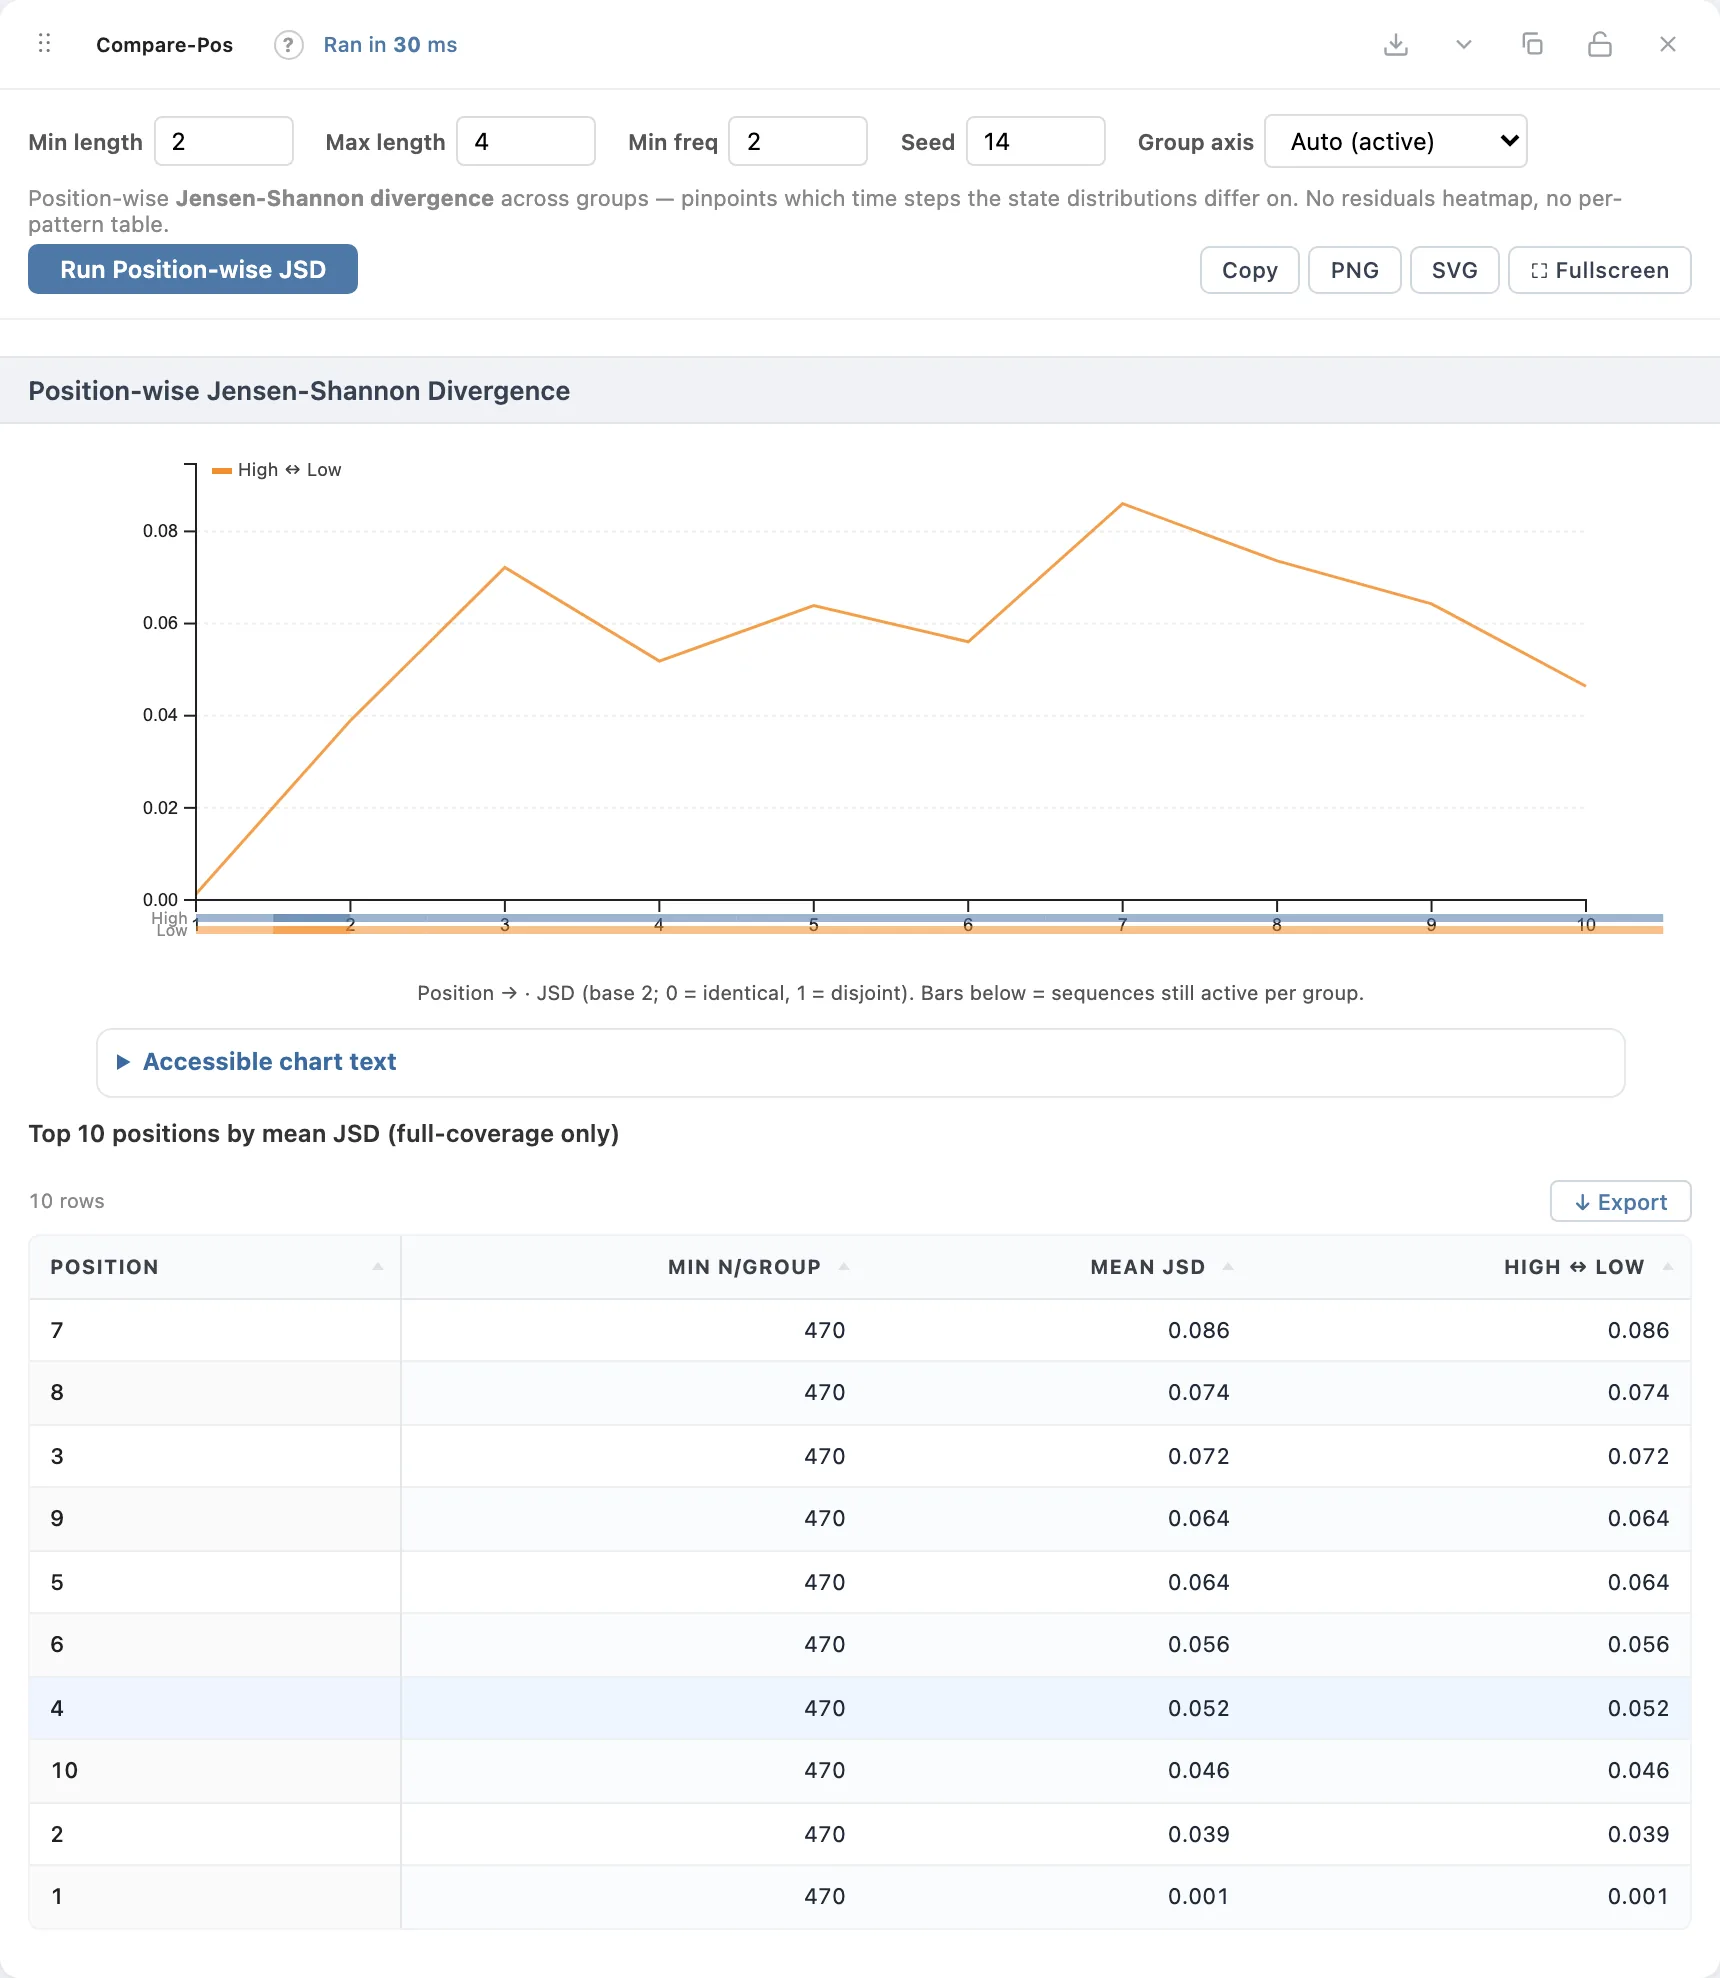 Compare-Pos ? Ran in 30 ms
Min length 2 Max length 4 Min freq 2 Seed 14 Group axis Auto (active)
Position-wise Jensen-Shannon divergence across groups — pinpoints which time steps the state distributions differ on. No residuals heatmap, no per-
pattern table.
Run Position-wise JSD Copy PNG SVG Fullscreen
Position-wise Jensen-Shannon Divergence
High ↔ Low
0.08
0.06
0.04
0.02
0.00
High
Low
1 2 3 4 5 6 7 8 9 10
Position → · JSD (base 2; 0 = identical, 1 = disjoint). Bars below = sequences still active per group.
▶ Accessible chart text
Top 10 positions by mean JSD (full-coverage only)
10 rows ↓ Export
POSITION MIN N/GROUP MEAN JSD HIGH ↔ LOW
7 470 0.086 0.086
8 470 0.074 0.074
3 470 0.072 0.072
9 470 0.064 0.064
5 470 0.064 0.064
6 470 0.056 0.056
4 470 0.052 0.052
10 470 0.046 0.046
2 470 0.039 0.039
1 470 0.001 0.001